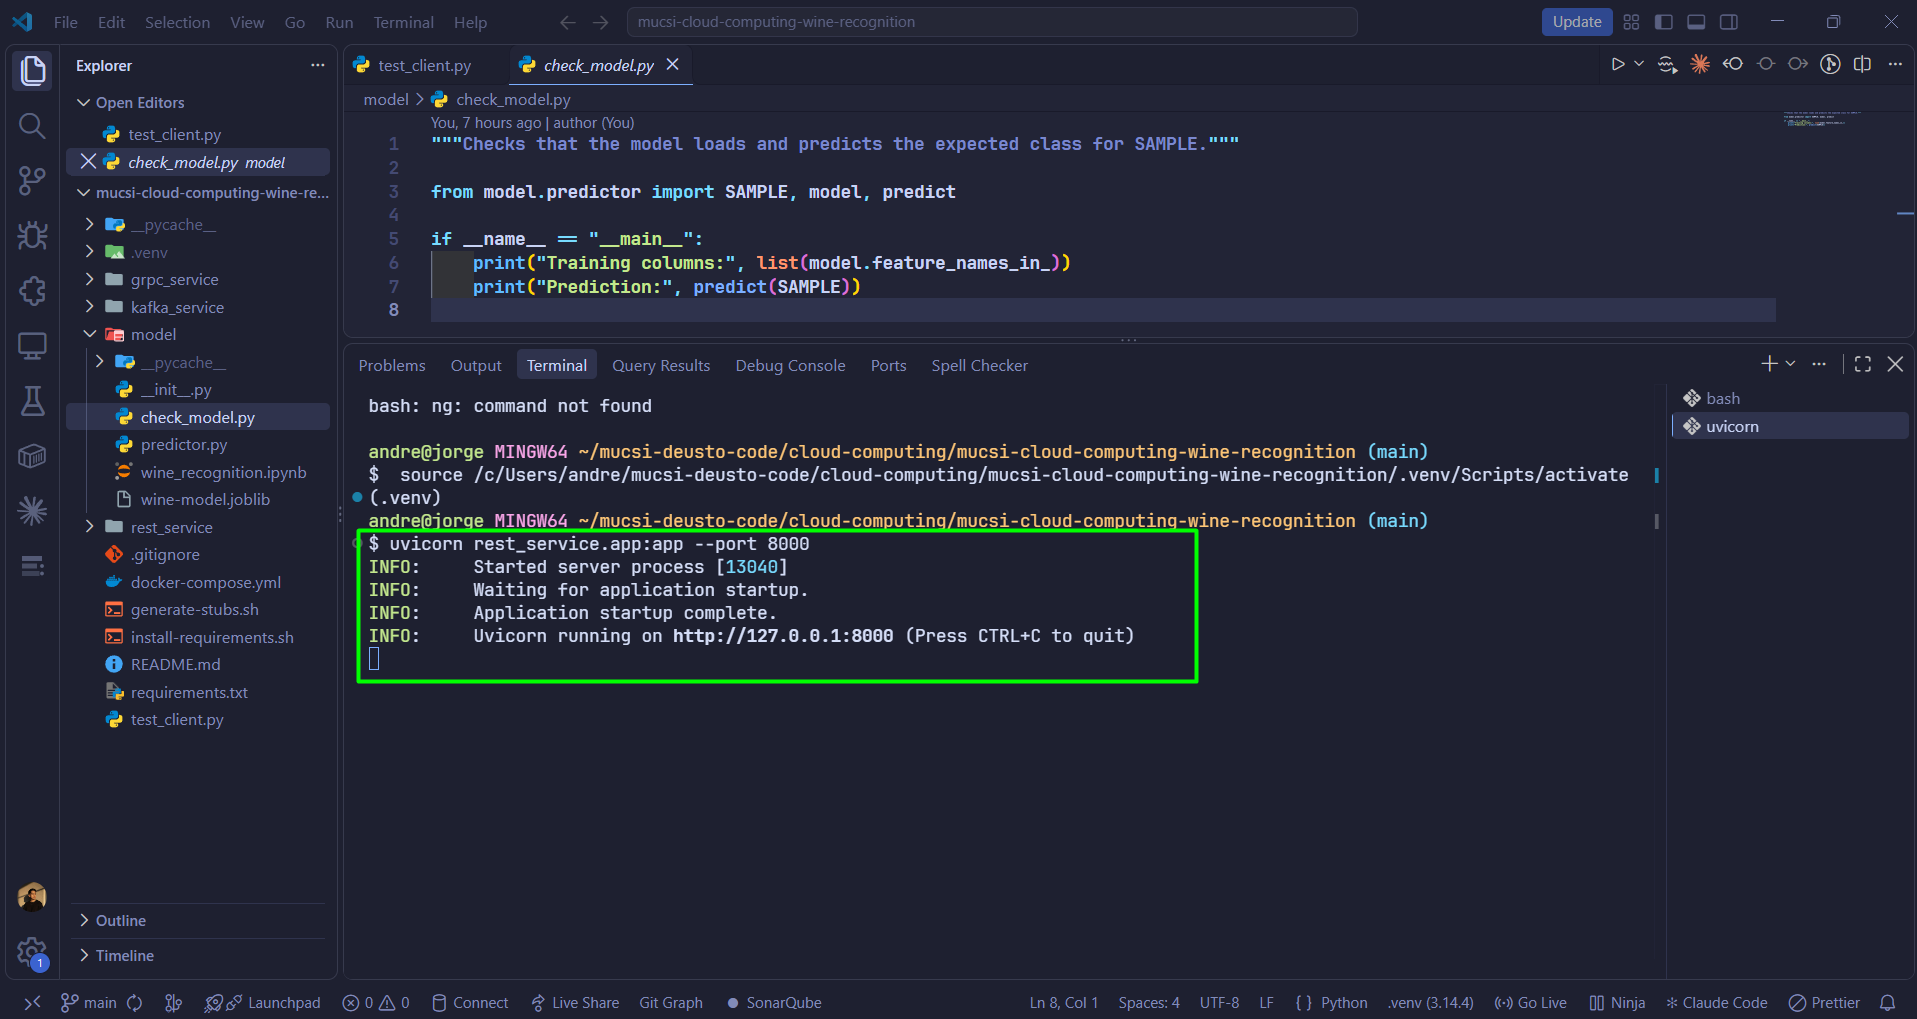 File Edit Selection View Go Run Terminal Help
mucsi-cloud-computing-wine-recognition
Update
Explorer
Open Editors
test_client.py
check_model.py model
mucsi-cloud-computing-wine-re...
__pycache__
.venv
grpc_service
kafka_service
model
__pycache__
__init__.py
check_model.py
predictor.py
wine_recognition.ipynb
wine-model.joblib
rest_service
.gitignore
docker-compose.yml
generate-stubs.sh
install-requirements.sh
README.md
requirements.txt
test_client.py
Outline
Timeline
test_client.py check_model.py
model > check_model.py
You, 7 hours ago | author (You)
1 """Checks that the model loads and predicts the expected class for SAMPLE."""
2
3 from model.predictor import SAMPLE, model, predict
4
5 if __name__ == "__main__":
6 print("Training columns:", list(model.feature_names_in_))
7 print("Prediction:", predict(SAMPLE))
8
Problems Output Terminal Query Results Debug Console Ports Spell Checker
bash: ng: command not found
andre@jorge MINGW64 ~/mucsi-deusto-code/cloud-computing/mucsi-cloud-computing-wine-recognition (main)
$ source /c/Users/andre/mucsi-deusto-code/cloud-computing/mucsi-cloud-computing-wine-recognition/.venv/Scripts/activate
(.venv)
andre@jorge MINGW64 ~/mucsi-deusto-code/cloud-computing/mucsi-cloud-computing-wine-recognition (main)
$ uvicorn rest_service.app:app --port 8000
INFO: Started server process [13040]
INFO: Waiting for application startup.
INFO: Application startup complete.
INFO: Uvicorn running on http://127.0.0.1:8000 (Press CTRL+C to quit)
bash
uvicorn
1
main Launchpad 0 0 Connect Live Share Git Graph SonarQube Ln 8, Col 1 Spaces: 4 UTF-8 LF { } Python .venv (3.14.4) Go Live Ninja Claude Code Prettier